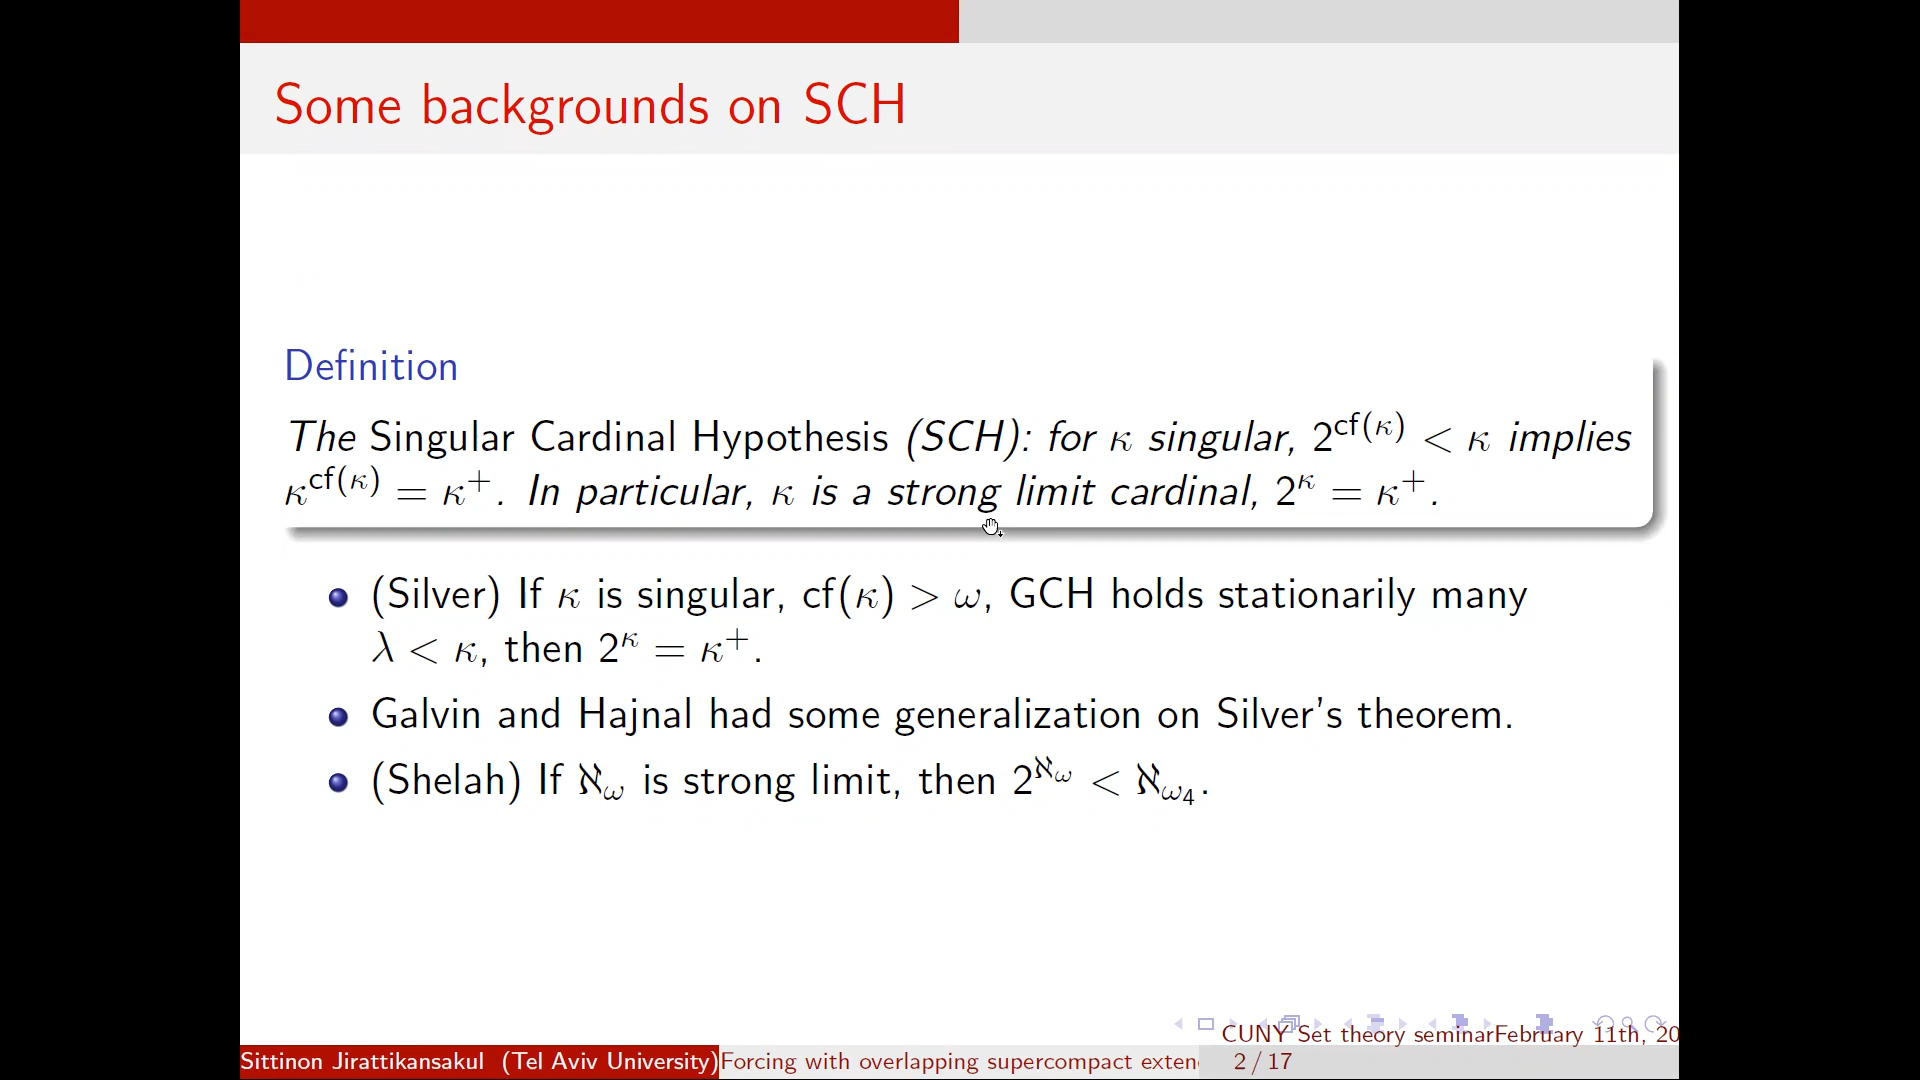 Some backgrounds on SCH
Definition
The Singular Cardinal Hypothesis (SCH): for κ singular, 2^cf(κ) < κ implies
κ^cf(κ) = κ⁺. In particular, κ is a strong limit cardinal, 2^κ = κ⁺.
(Silver) If κ is singular, cf(κ) > ω, GCH holds stationarily many
λ < κ, then 2^κ = κ⁺.
Galvin and Hajnal had some generalization on Silver's theorem.
(Shelah) If ℵ_ω is strong limit, then 2^ℵ_ω < ℵ_ω₄.
CUNY Set theory seminarFebruary 11th, 20
Sittinon Jirattikansakul (Tel Aviv University) Forcing with overlapping supercompact exten 2 / 17